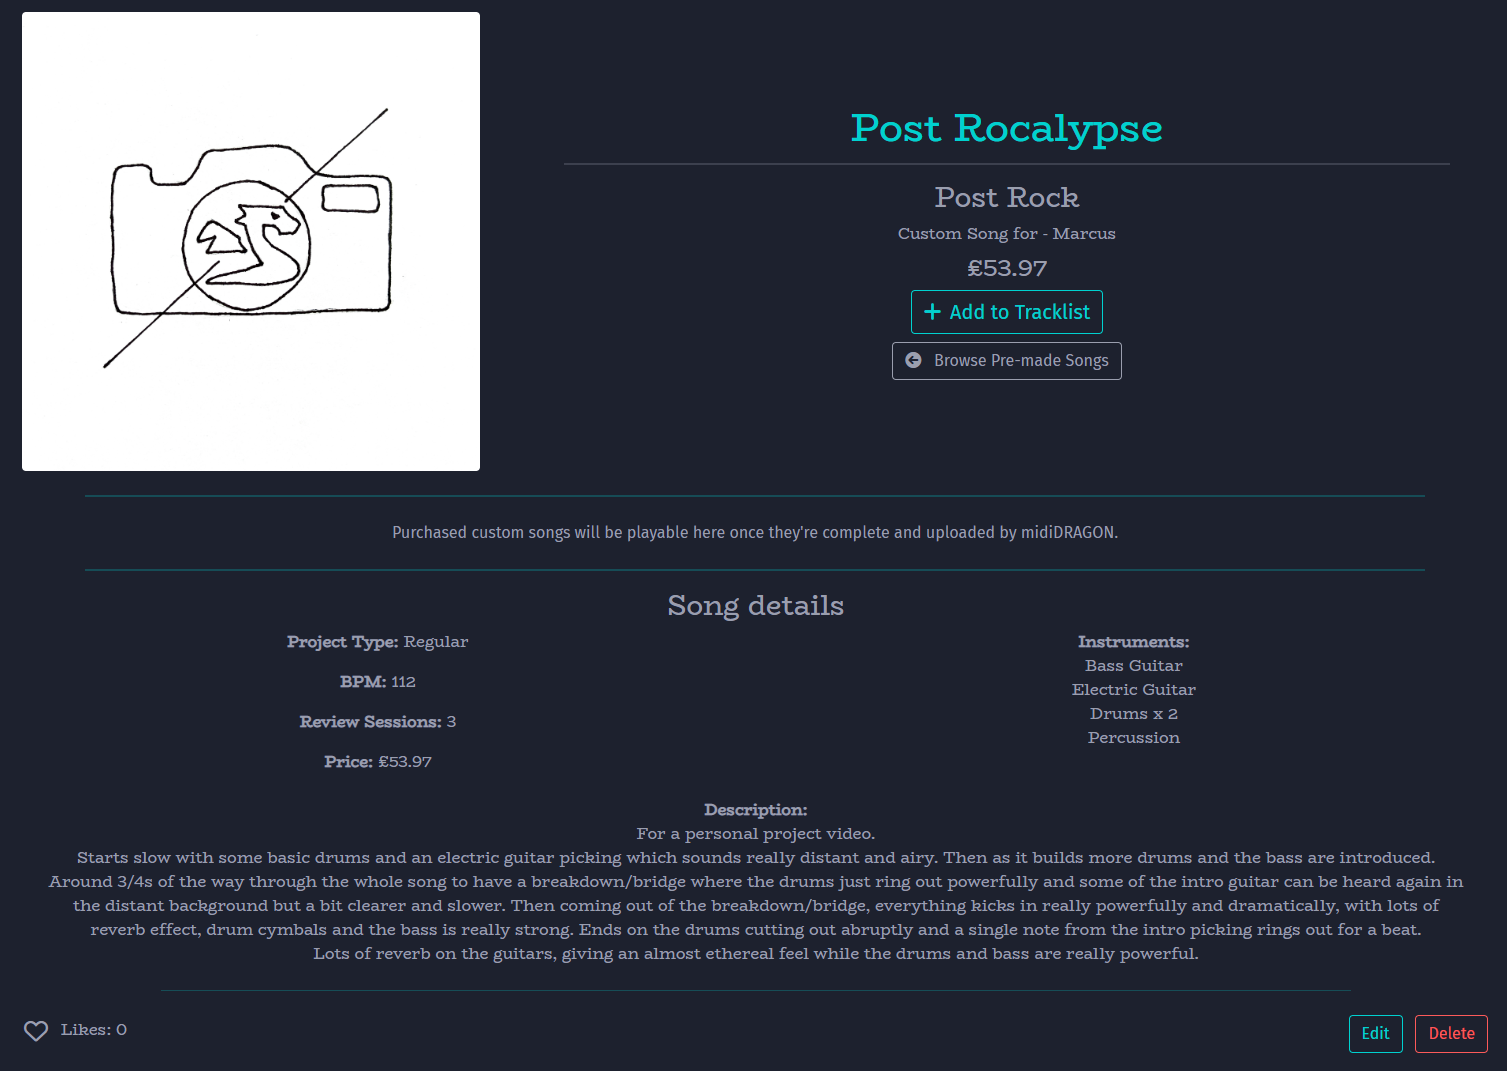 Post Rocalypse
Post Rock
Custom Song for - Marcus
£53.97
Add to Tracklist
Browse Pre-made Songs
Purchased custom songs will be playable here once they're complete and uploaded by midiDRAGON.
Song details
Project Type: Regular
BPM: 112
Review Sessions: 3
Price: £53.97
Instruments:
Bass Guitar
Electric Guitar
Drums x 2
Percussion
Description:
For a personal project video.
Starts slow with some basic drums and an electric guitar picking which sounds really distant and airy. Then as it builds more drums and the bass are introduced.
Around 3/4s of the way through the whole song to have a breakdown/bridge where the drums just ring out powerfully and some of the intro guitar can be heard again in
the distant background but a bit clearer and slower. Then coming out of the breakdown/bridge, everything kicks in really powerfully and dramatically, with lots of
reverb effect, drum cymbals and the bass is really strong. Ends on the drums cutting out abruptly and a single note from the intro picking rings out for a beat.
Lots of reverb on the guitars, giving an almost ethereal feel while the drums and bass are really powerful.
Likes: 0
Edit
Delete